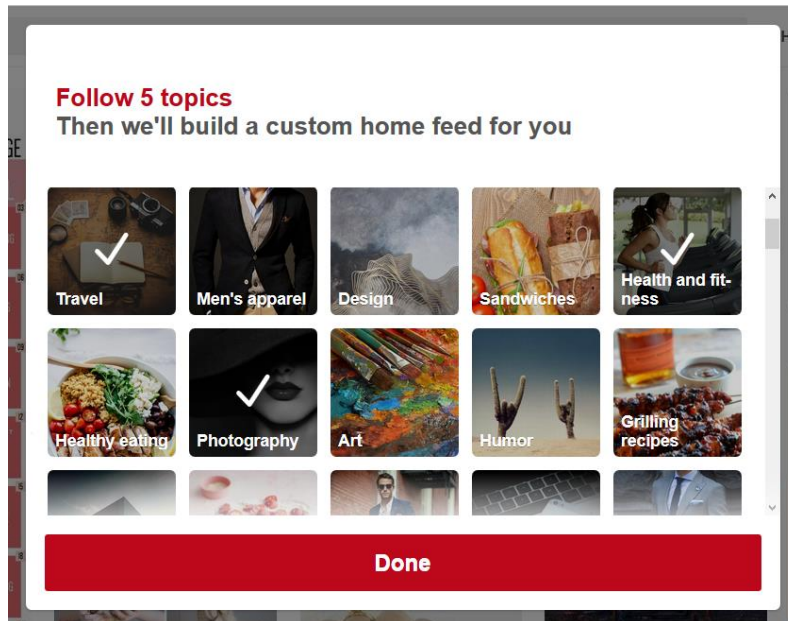 Follow 5 topics
Then we'll build a custom home feed for you
Travel
Men's apparel
Design
Sandwiches
Health and fit-
ness
Healthy eating
Photography
Art
Humor
Grilling
recipes
Done